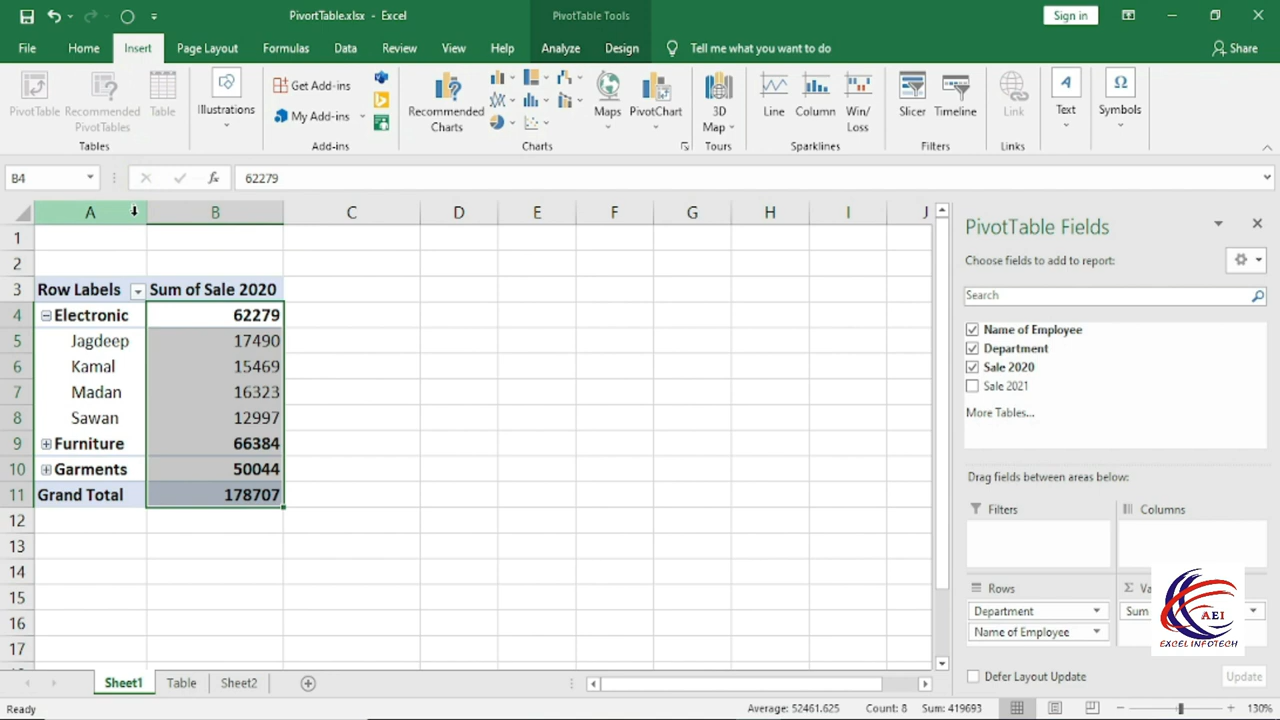 PivortTable.xlsx - Excel
PivotTable Tools
Sign in
File Home Insert Page Layout Formulas Data Review View Help Analyze Design Tell me what you want to do Share
PivotTable
Recommended
PivotTables
Table
Tables
Illustrations
Get Add-ins
My Add-ins
Add-ins
Recommended
Charts
Maps
PivotChart
Charts
3D
Map
Tours
Line
Column
Win/
Loss
Sparklines
Slicer
Timeline
Filters
Link
Links
Text
Symbols
B4
fx
62279
A B C D E F G H I J
1
2
3 Row Labels Sum of Sale 2020
4 Electronic 62279
5 Jagdeep 17490
6 Kamal 15469
7 Madan 16323
8 Sawan 12997
9 Furniture 66384
10 Garments 50044
11 Grand Total 178707
12
13
14
15
16
17
PivotTable Fields
Choose fields to add to report:
Search
Name of Employee
Department
Sale 2020
Sale 2021
More Tables...
Drag fields between areas below:
Filters
Columns
Rows
Σ
Department
Sum
Name of Employee
AEI
EXCEL INFOTECH
Defer Layout Update
Update
Sheet1 Table Sheet2
Ready
Average: 52461.625 Count: 8 Sum: 419693
130%